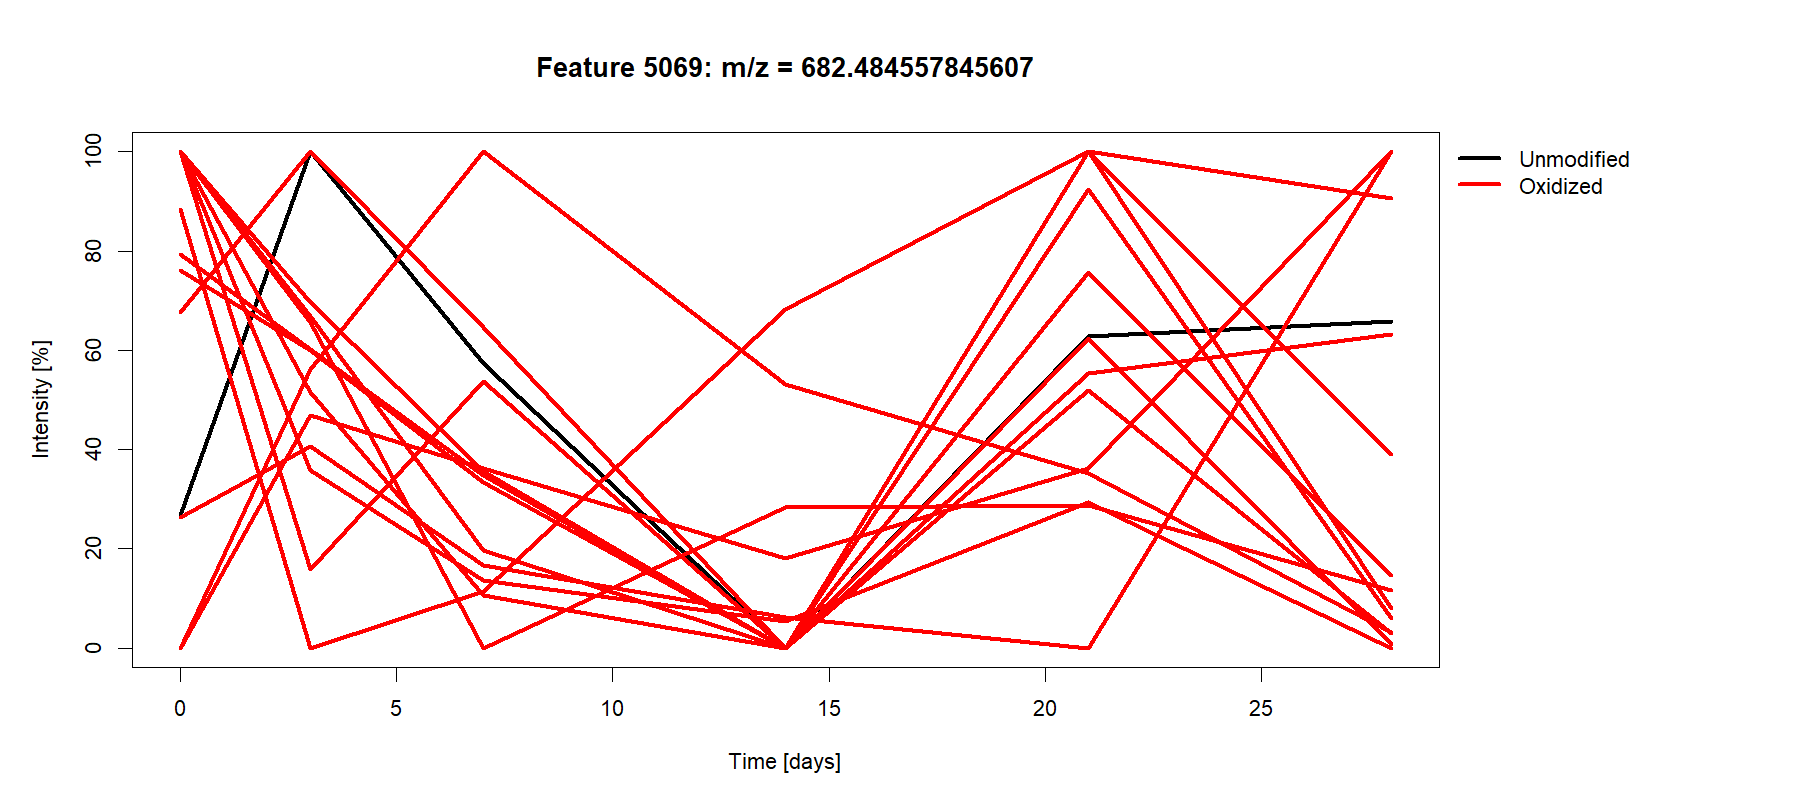 Feature 5069: m/z = 682.484557845607
Unmodified
Oxidized
Intensity [%]
100
80
60
40
20
0
0 5 10 15 20 25
Time [days]